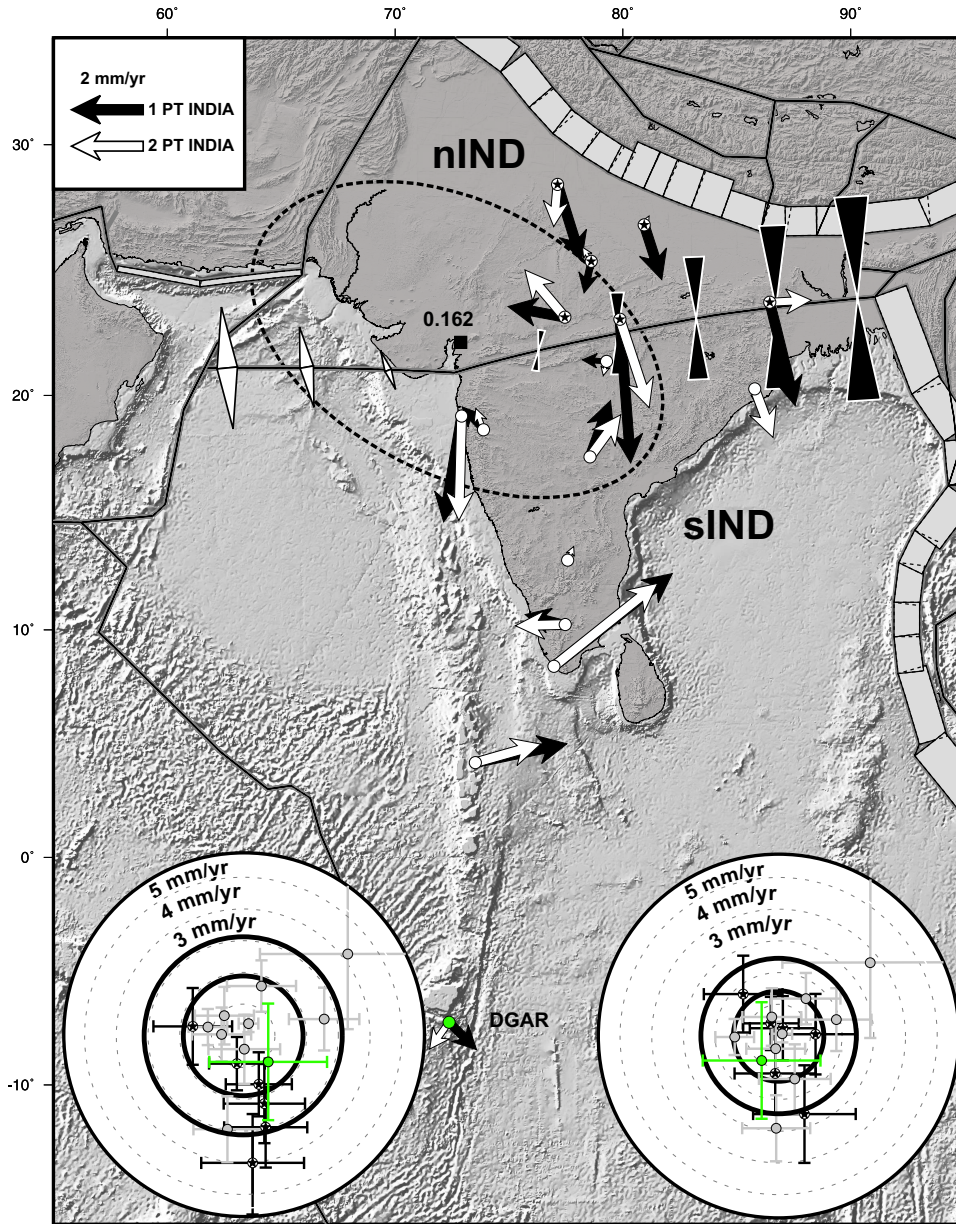 60° 70° 80° 90°
2 mm/yr
1 PT INDIA
2 PT INDIA
30°
nIND
0.162
20°
sIND
10°
0°
5 mm/yr 5 mm/yr
4 mm/yr 4 mm/yr
3 mm/yr 3 mm/yr
DGAR
-10°